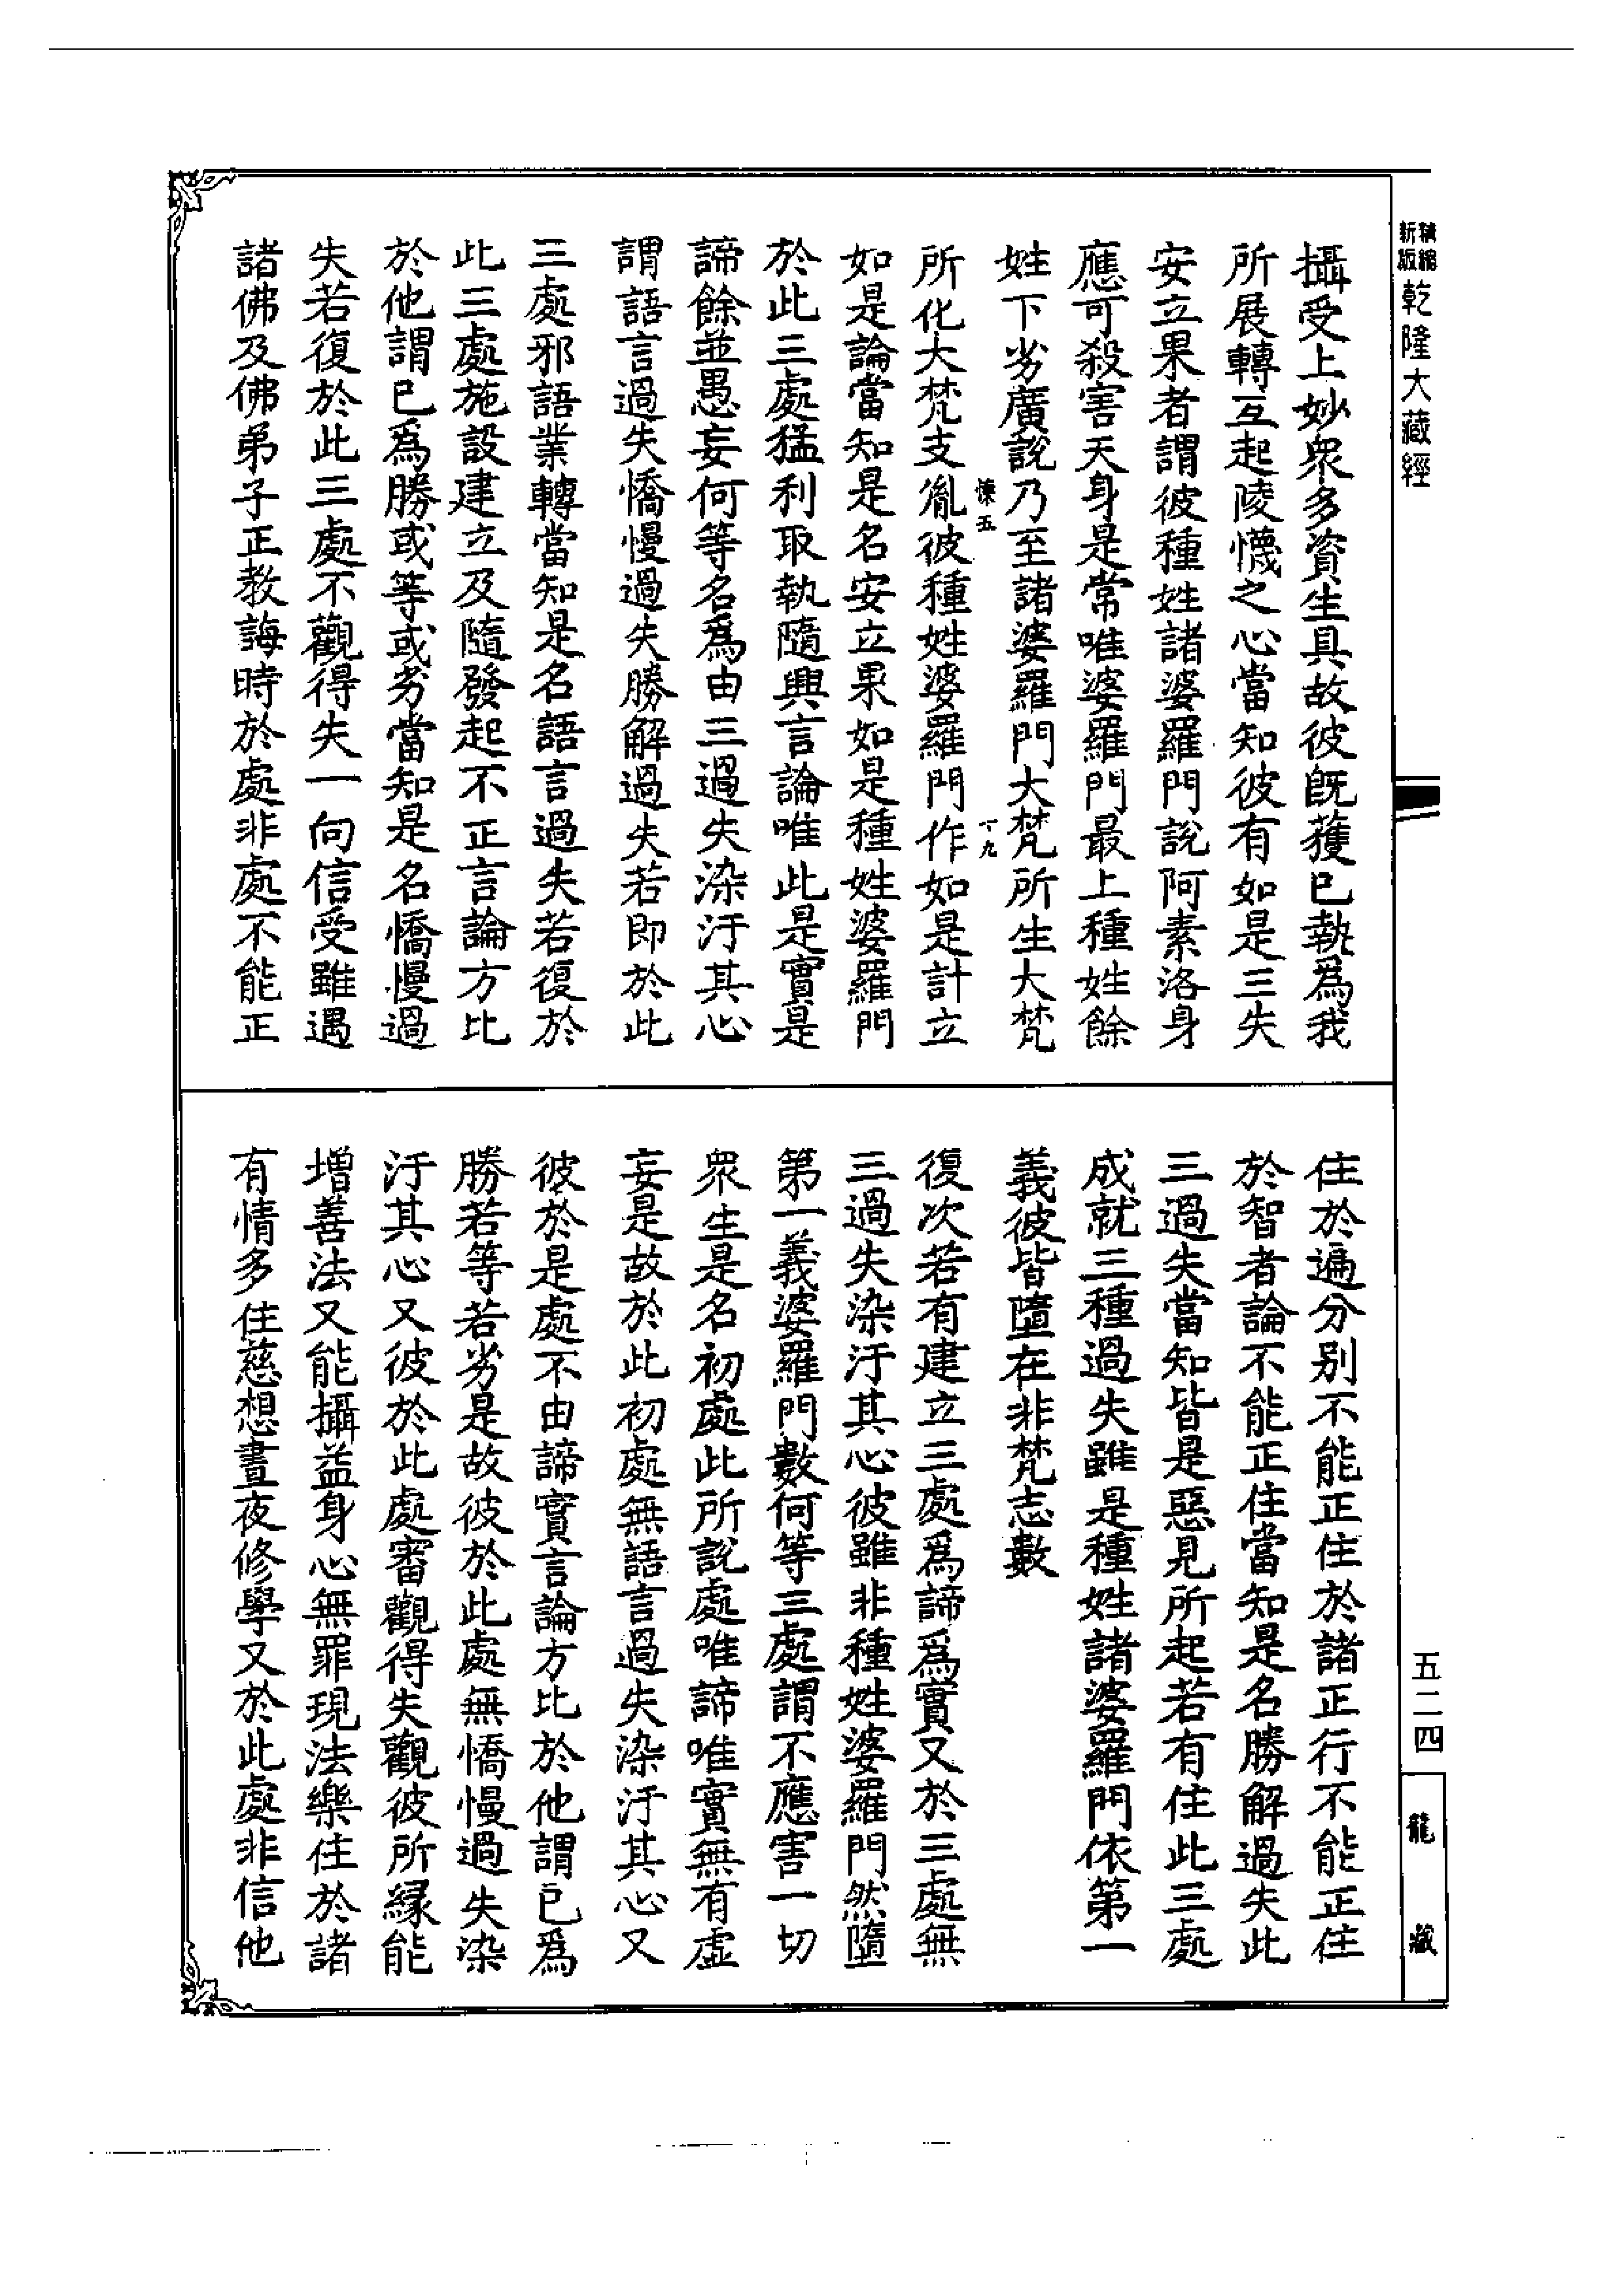 精縮新版乾隆大藏經
攝受上妙衆多資生具故彼旣獲已執爲我
所展轉互起陵懱之心當知彼有如是三失
安立果者謂彼種姓諸婆羅門說阿素洛身
應可殺害天身是常唯婆羅門最上種姓餘
姓下劣廣說乃至諸婆羅門大梵所生大梵
悚五
十九
所化大梵支胤彼種姓婆羅門作如是計立
如是論當知是名安立果如是種姓婆羅門
於此三處猛利取執隨興言論唯此是實是
諦餘並愚妄何等名爲由三過失染汙其心
謂語言過失憍慢過失勝解過失若即於此
三處邪語業轉當知是名語言過失若復於
此三處施設建立及隨發起不正言論方比
於他謂已爲勝或等或劣當知是名憍慢過
失若復於此三處不觀得失一向信受雖遇
諸佛及佛弟子正教誨時於處非處不能正
住於遍分別不能正住於諸正行不能正住
於智者論不能正住當知是名勝解過失此
三過失當知皆是惡見所起若有住此三處
成就三種過失雖是種姓諸婆羅門依第一
義彼皆墮在非梵志數
復次若有建立三處爲諦爲實又於三處無
三過失染汙其心彼雖非種姓婆羅門然墮
第一義婆羅門數何等三處謂不應害一切
衆生是名初處此所說處唯諦唯實無有虛
妄是故於此初處無語言過失染汙其心又
彼於是處不由諦實言論方比於他謂已爲
勝若等若劣是故彼於此處無憍慢過失染
汙其心又彼於此處審觀得失觀彼所緣能
增善法又能攝益身心無罪現法樂住於諸
有情多住慈想晝夜修學又於此處非信他
五二四
龍藏